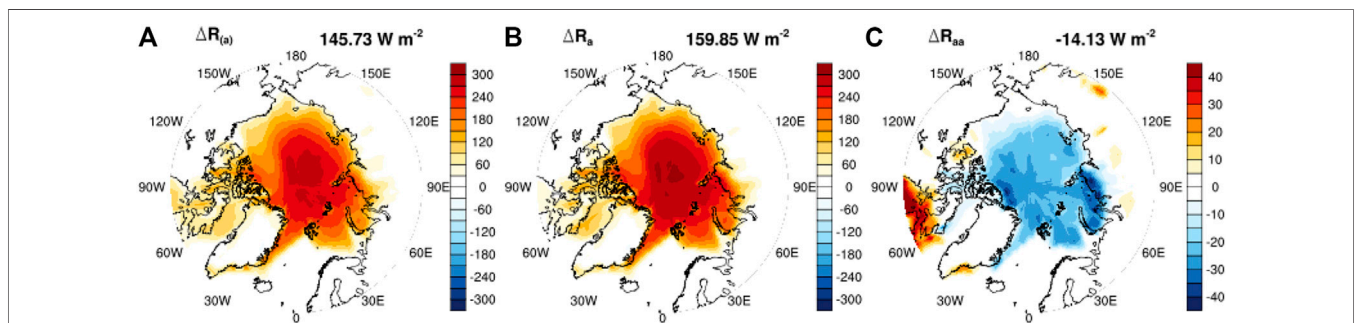 A ΔR(a) 145.73 W m-2
180
150W 150E
120W 120E
90W 90E
60W 60E
30W 30E
0
300
240
180
120
60
0
-60
-120
-180
-240
-300
B ΔRa 159.85 W m-2
180
150W 150E
120W 120E
90W 90E
60W 60E
30W 30E
0
300
240
180
120
60
0
-60
-120
-180
-240
-300
C ΔRaa -14.13 W m-2
180
150W 150E
120W 120E
90W 90E
60W 60E
30W 30E
0
40
30
20
10
0
-10
-20
-30
-40